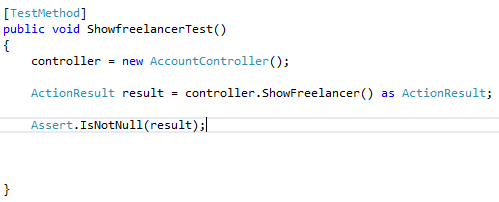 [TestMethod]
public void ShowfreelancerTest()
{
controller = new AccountController();
ActionResult result = controller.ShowFreelancer() as ActionResult;
Assert.IsNotNull(result);
}